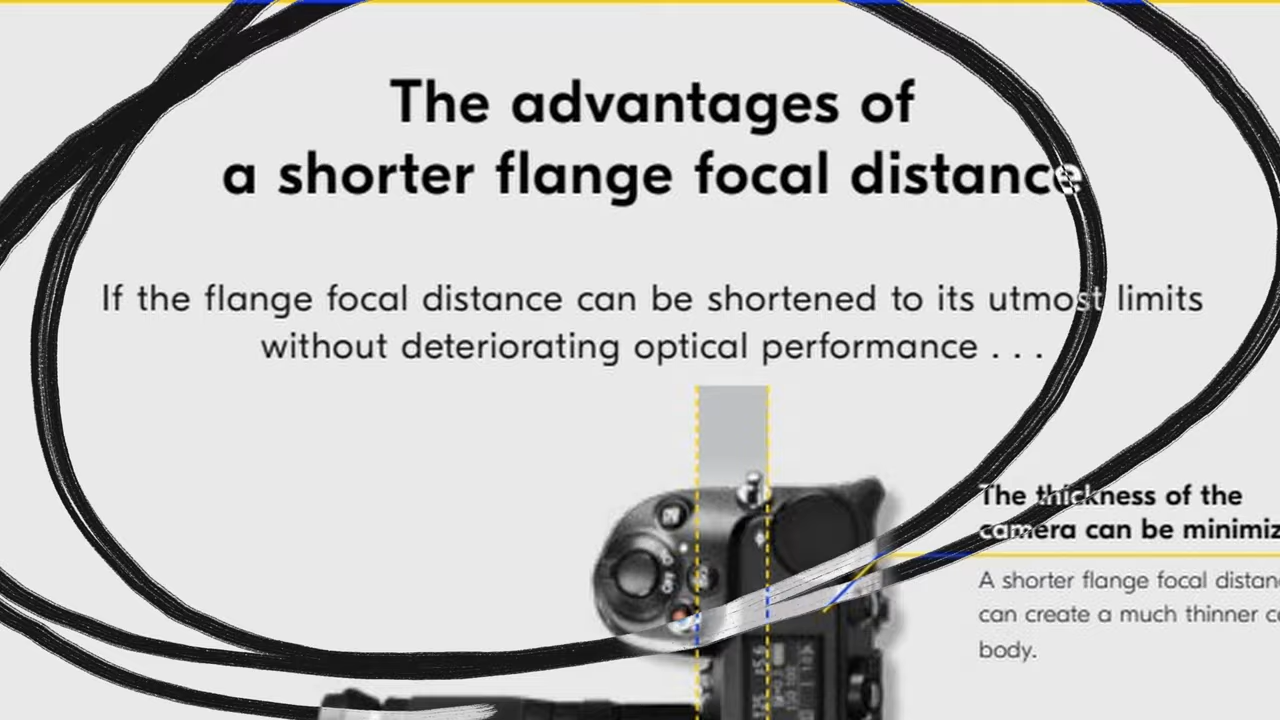 The advantages of
a shorter flange focal distance
If the flange focal distance can be shortened to its utmost limits
without deteriorating optical performance . . .
The thickness of the
camera can be minimiz
A shorter flange focal distan
can create a much thinner c
body.